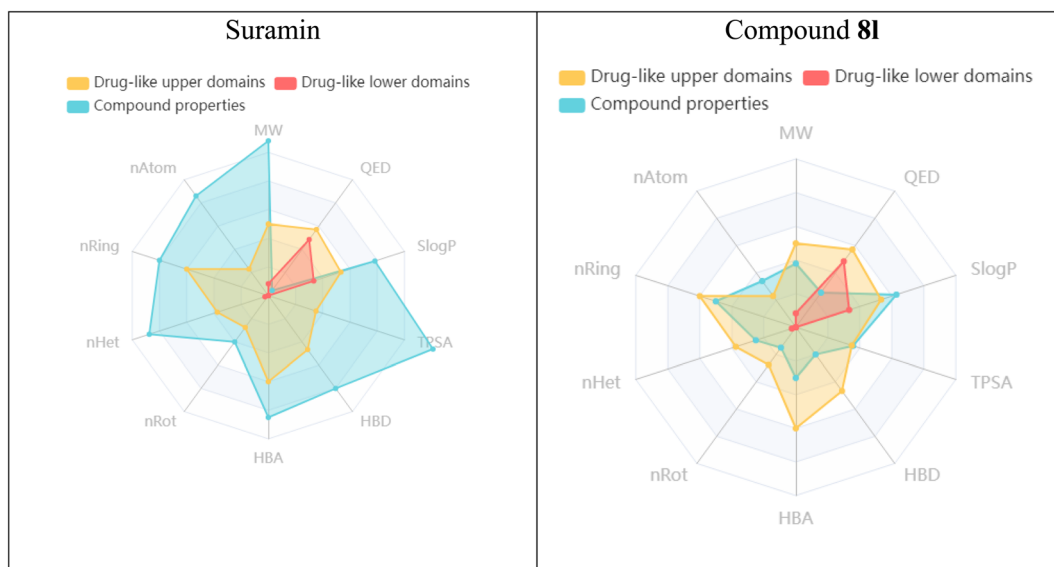 Suramin
Drug-like upper domains
Drug-like lower domains
Compound properties
MW
QED
SlogP
TPSA
HBD
HBA
nRot
nHet
nRing
nAtom
Compound 8l
Drug-like upper domains
Drug-like lower domains
Compound properties
MW
QED
SlogP
TPSA
HBD
HBA
nRot
nHet
nRing
nAtom